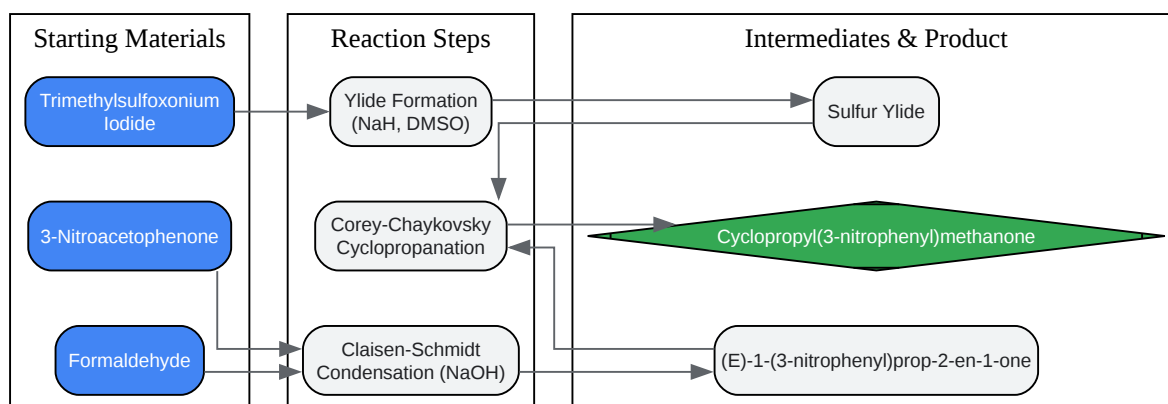 Starting Materials
Reaction Steps
Intermediates & Product
Trimethylsulfoxonium
Iodide
Ylide Formation
(NaH, DMSO)
Sulfur Ylide
3-Nitroacetophenone
Corey-Chaykovsky
Cyclopropanation
Cyclopropyl(3-nitrophenyl)methanone
Formaldehyde
Claisen-Schmidt
Condensation (NaOH)
(E)-1-(3-nitrophenyl)prop-2-en-1-one